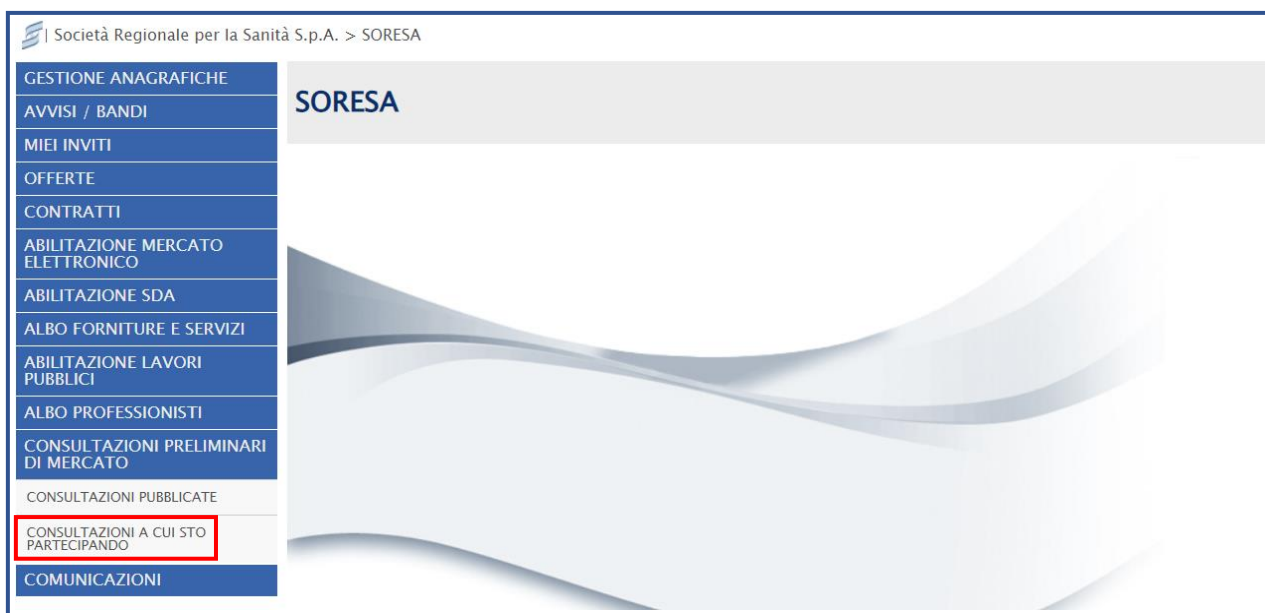 | Società Regionale per la Sanità S.p.A. > SORESA
GESTIONE ANAGRAFICHE
AVVISI / BANDI
MIEI INVITI
OFFERTE
CONTRATTI
ABILITAZIONE MERCATO
ELETTRONICO
ABILITAZIONE SDA
ALBO FORNITURE E SERVIZI
ABILITAZIONE LAVORI
PUBBLICI
ALBO PROFESSIONISTI
CONSULTAZIONI PRELIMINARI
DI MERCATO
CONSULTAZIONI PUBBLICATE
CONSULTAZIONI A CUI STO
PARTECIPANDO
COMUNICAZIONI
SORESA